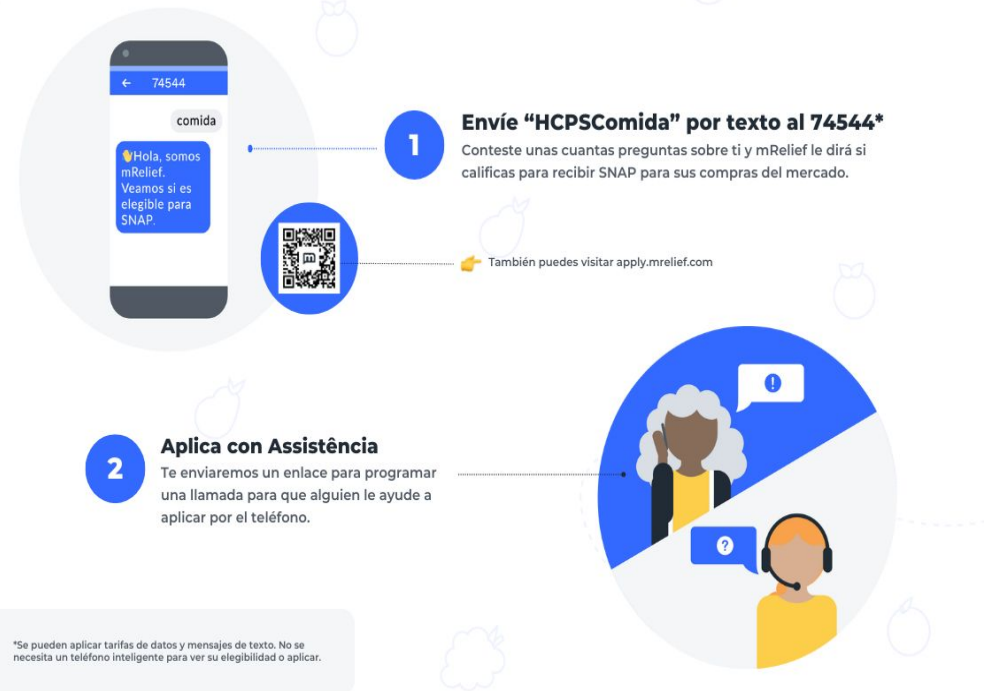 ← 74544
comida
👋Hola, somos
mRelief.
Veamos si es
elegible para
SNAP.
1
Envíe “HCPSComida” por texto al 74544*
Conteste unas cuantas preguntas sobre ti y mRelief le dirá si
calificas para recibir SNAP para sus compras del mercado.
m
👉 También puedes visitar apply.mrelief.com
!
2
Aplica con Assistência
Te enviaremos un enlace para programar
una llamada para que alguien le ayude a
aplicar por el teléfono.
?
*Se pueden aplicar tarifas de datos y mensajes de texto. No se
necesita un teléfono inteligente para ver su elegibilidad o aplicar.